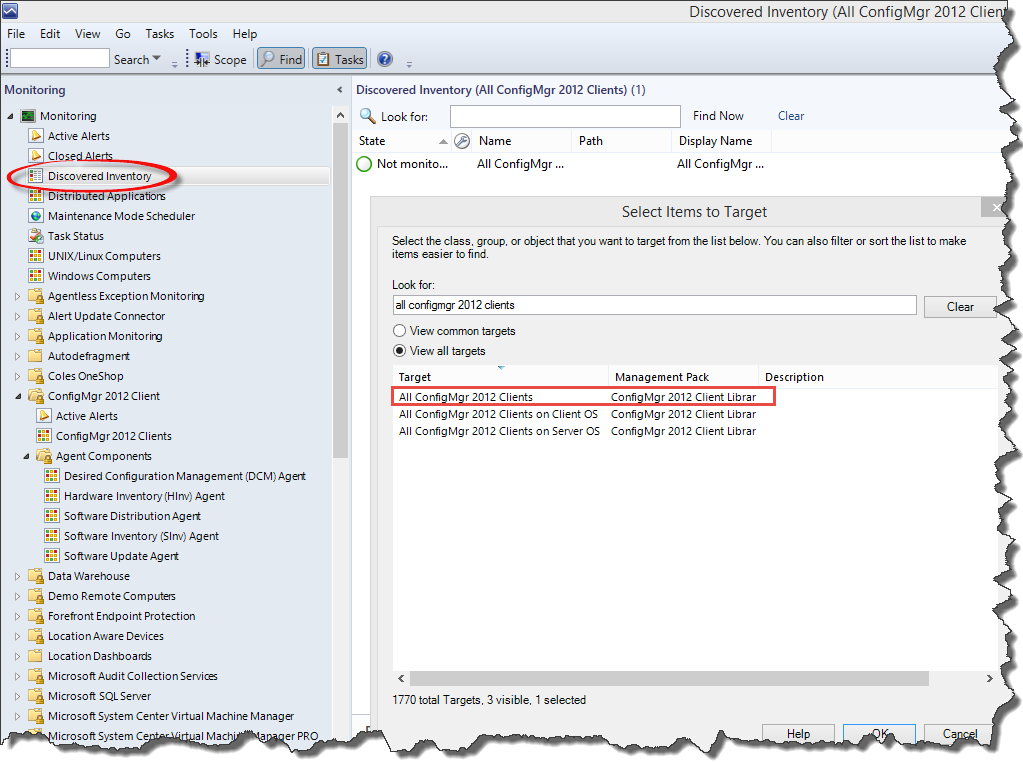 Discovered Inventory (All ConfigMgr 2012 Client
File Edit View Go Tasks Tools Help
Search Scope Find Tasks
Monitoring
Monitoring
Active Alerts
Closed Alerts
Discovered Inventory
Distributed Applications
Maintenance Mode Scheduler
Task Status
UNIX/Linux Computers
Windows Computers
Agentless Exception Monitoring
Alert Update Connector
Application Monitoring
Autodefragment
Coles OneShop
ConfigMgr 2012 Client
Active Alerts
ConfigMgr 2012 Clients
Agent Components
Desired Configuration Management (DCM) Agent
Hardware Inventory (HInv) Agent
Software Distribution Agent
Software Inventory (SInv) Agent
Software Update Agent
Data Warehouse
Demo Remote Computers
Forefront Endpoint Protection
Location Aware Devices
Location Dashboards
Microsoft Audit Collection Services
Microsoft SQL Server
Microsoft System Center Virtual Machine Manager
Microsoft System Center Virtual Machine Manager PRO
Discovered Inventory (All ConfigMgr 2012 Clients) (1)
Look for: Find Now Clear
State Name Path Display Name
Not monito... All ConfigMgr ... All ConfigMgr ...
Select Items to Target
Select the class, group, or object that you want to target from the list below. You can also filter or sort the list to make
items easier to find.
Look for:
all configmgr 2012 clients Clear
View common targets
View all targets
Target Management Pack Description
All ConfigMgr 2012 Clients ConfigMgr 2012 Client Librar
All ConfigMgr 2012 Clients on Client OS ConfigMgr 2012 Client Librar
All ConfigMgr 2012 Clients on Server OS ConfigMgr 2012 Client Librar
1770 total Targets, 3 visible, 1 selected
Help OK Cancel